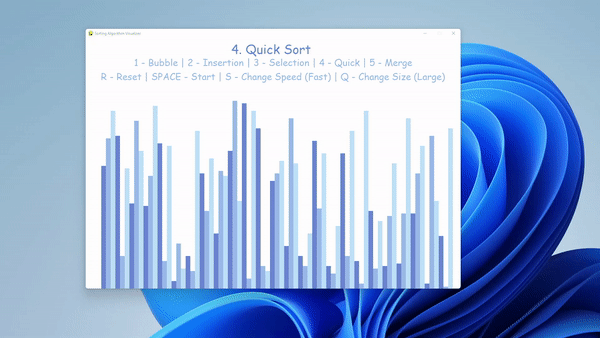 Sorting Algorithm Visualizer
4. Quick Sort
1 - Bubble | 2 - Insertion | 3 - Selection | 4 - Quick | 5 - Merge
R - Reset | SPACE - Start | S - Change Speed (Fast) | Q - Change Size (Large)